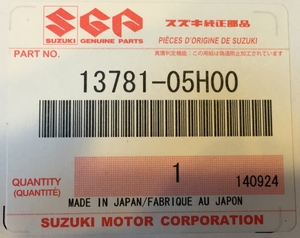 SGP
スズキ純正部品
SUZUKI GENUINE PARTS
PIÈCES D'ORIGINE DE SUZUKI
PART NO.
13781-05H00
QUANTITY
(QUANTITÉ)
1
140924
MADE IN JAPAN/FABRIQUE AU JAPON
SUZUKI MOTOR CORPORATION